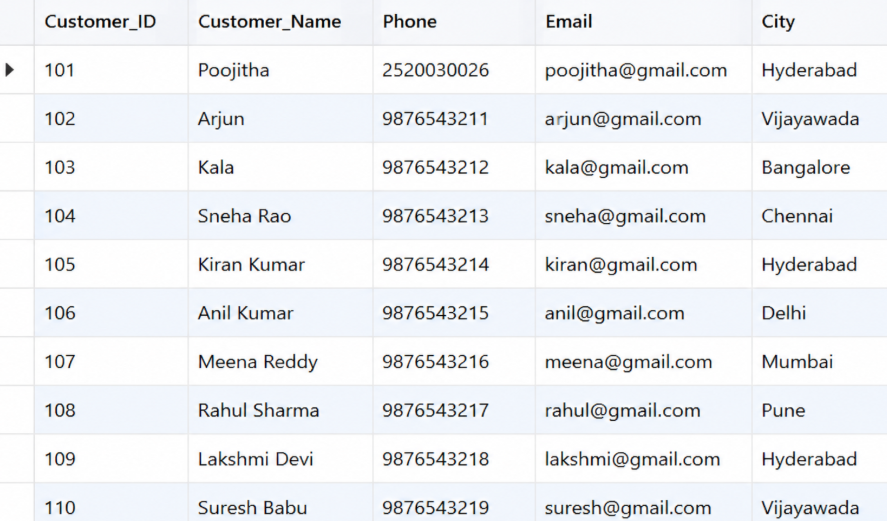 Customer_ID Customer_Name Phone Email City
101 Poojitha 2520030026 poojitha@gmail.com Hyderabad
102 Arjun 9876543211 arjun@gmail.com Vijayawada
103 Kala 9876543212 kala@gmail.com Bangalore
104 Sneha Rao 9876543213 sneha@gmail.com Chennai
105 Kiran Kumar 9876543214 kiran@gmail.com Hyderabad
106 Anil Kumar 9876543215 anil@gmail.com Delhi
107 Meena Reddy 9876543216 meena@gmail.com Mumbai
108 Rahul Sharma 9876543217 rahul@gmail.com Pune
109 Lakshmi Devi 9876543218 lakshmi@gmail.com Hyderabad
110 Suresh Babu 9876543219 suresh@gmail.com Vijayawada